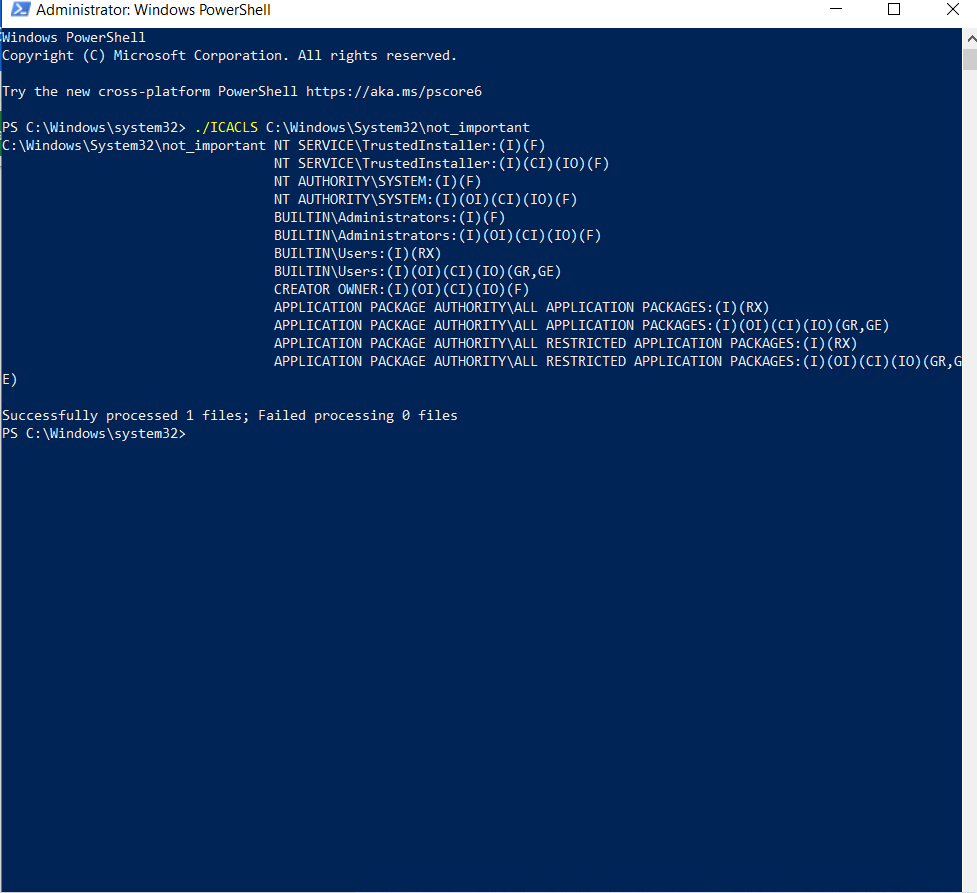 Administrator: Windows PowerShell
Windows PowerShell
Copyright (C) Microsoft Corporation. All rights reserved.
Try the new cross-platform PowerShell https://aka.ms/pscore6
PS C:\Windows\system32> ./ICACLS C:\Windows\System32\not_important
C:\Windows\System32\not_important NT SERVICE\TrustedInstaller:(I)(F)
NT SERVICE\TrustedInstaller:(I)(CI)(IO)(F)
NT AUTHORITY\SYSTEM:(I)(F)
NT AUTHORITY\SYSTEM:(I)(OI)(CI)(IO)(F)
BUILTIN\Administrators:(I)(F)
BUILTIN\Administrators:(I)(OI)(CI)(IO)(F)
BUILTIN\Users:(I)(RX)
BUILTIN\Users:(I)(OI)(CI)(IO)(GR,GE)
CREATOR OWNER:(I)(OI)(CI)(IO)(F)
APPLICATION PACKAGE AUTHORITY\ALL APPLICATION PACKAGES:(I)(RX)
APPLICATION PACKAGE AUTHORITY\ALL APPLICATION PACKAGES:(I)(OI)(CI)(IO)(GR,GE)
APPLICATION PACKAGE AUTHORITY\ALL RESTRICTED APPLICATION PACKAGES:(I)(RX)
APPLICATION PACKAGE AUTHORITY\ALL RESTRICTED APPLICATION PACKAGES:(I)(OI)(CI)(IO)(GR,G
E)
Successfully processed 1 files; Failed processing 0 files
PS C:\Windows\system32>